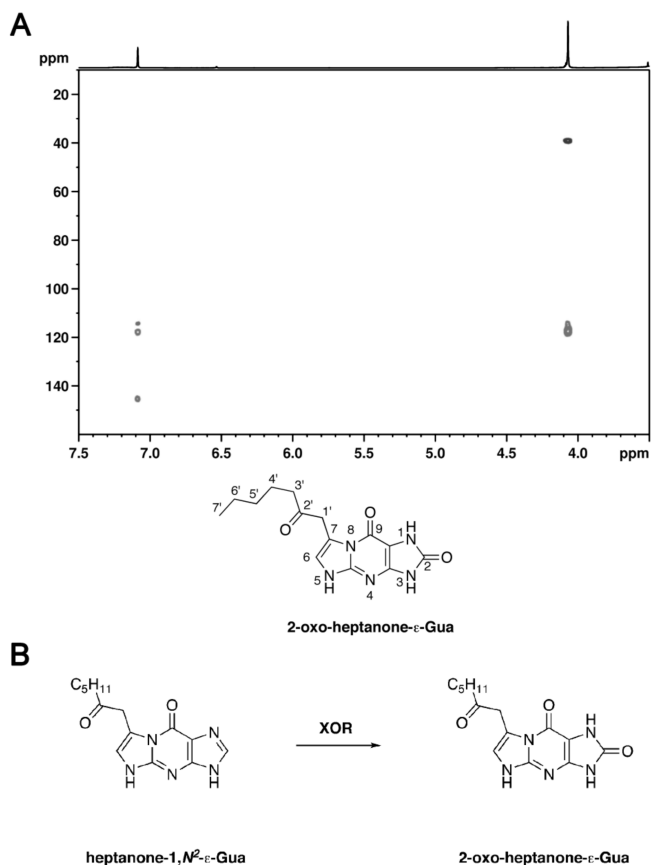 A
ppm
20
40
60
80
100
120
140
7.5 7.0 6.5 6.0 5.5 5.0 4.5 4.0 ppm
7' 6' 5' 4' 3' 2' 1' O
7 8 9 O 1 H N
6 N 2 O
5 N H N 4 3 N H
2-oxo-heptanone-ε-Gua
B
C5H11 O O N N N H N N H
XOR
C5H11 O O N H N O N H N N H
heptanone-1,N2-ε-Gua 2-oxo-heptanone-ε-Gua